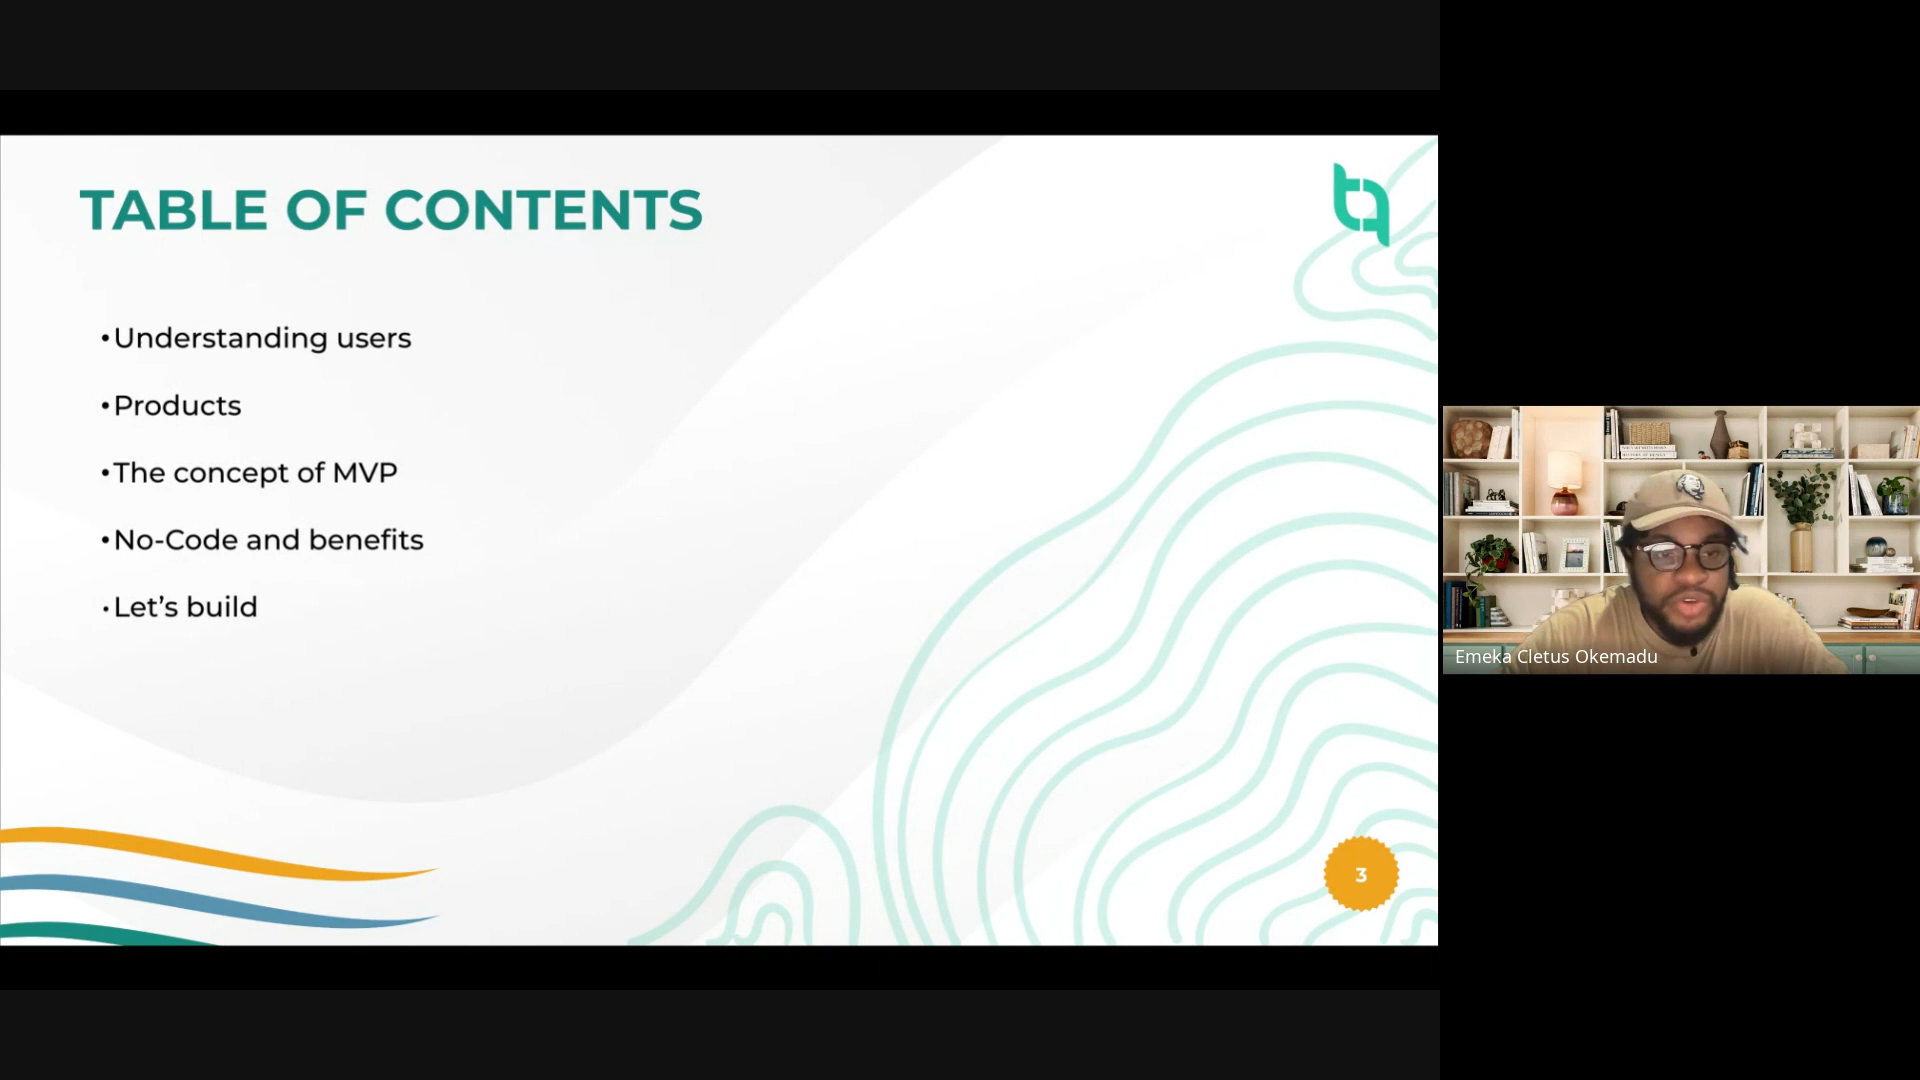 TABLE OF CONTENTS
•Understanding users
•Products
•The concept of MVP
•No-Code and benefits
•Let’s build
3
Emeka Cletus Okemadu